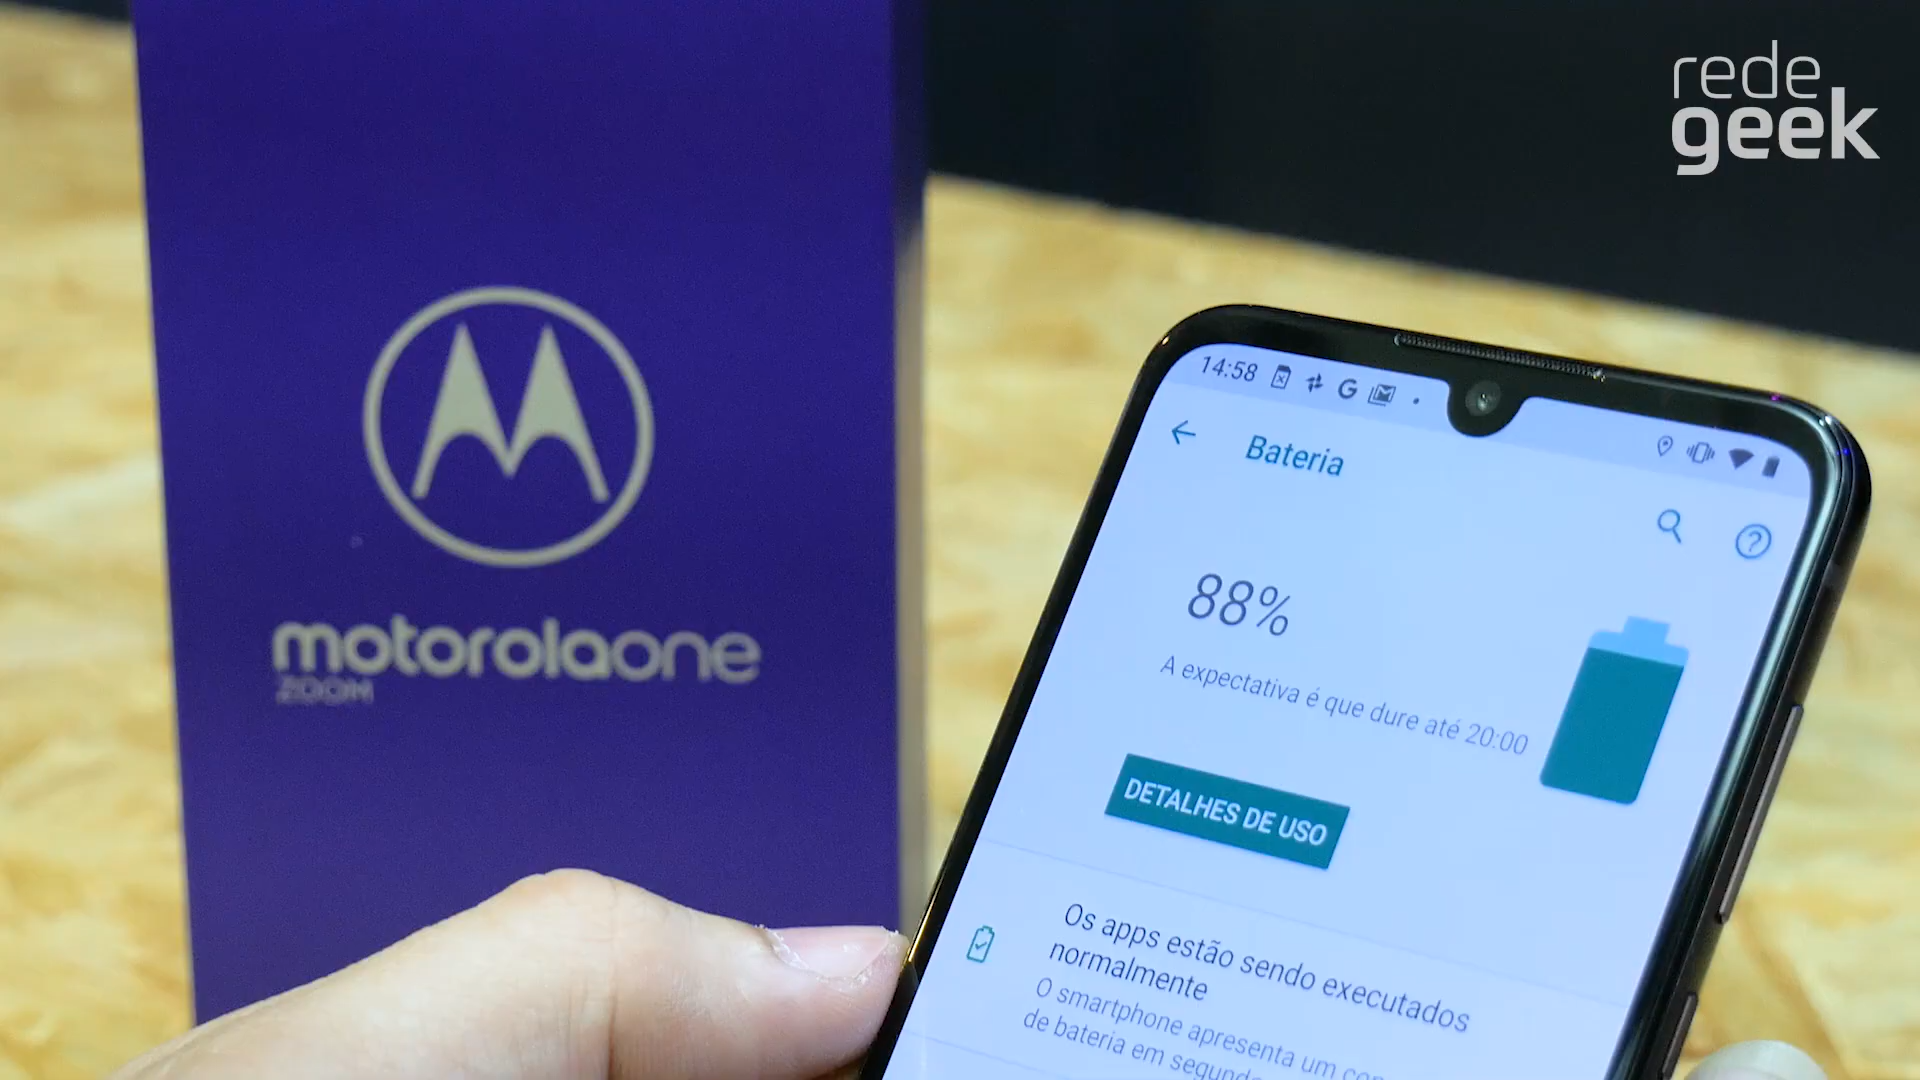 rede
geek
motorolaone
ZOOM
14:58
Bateria
88%
A expectativa é que dure até 20:00
DETALHES DE USO
Os apps estão sendo executados
normalmente
O smartphone apresenta um
de bateria em